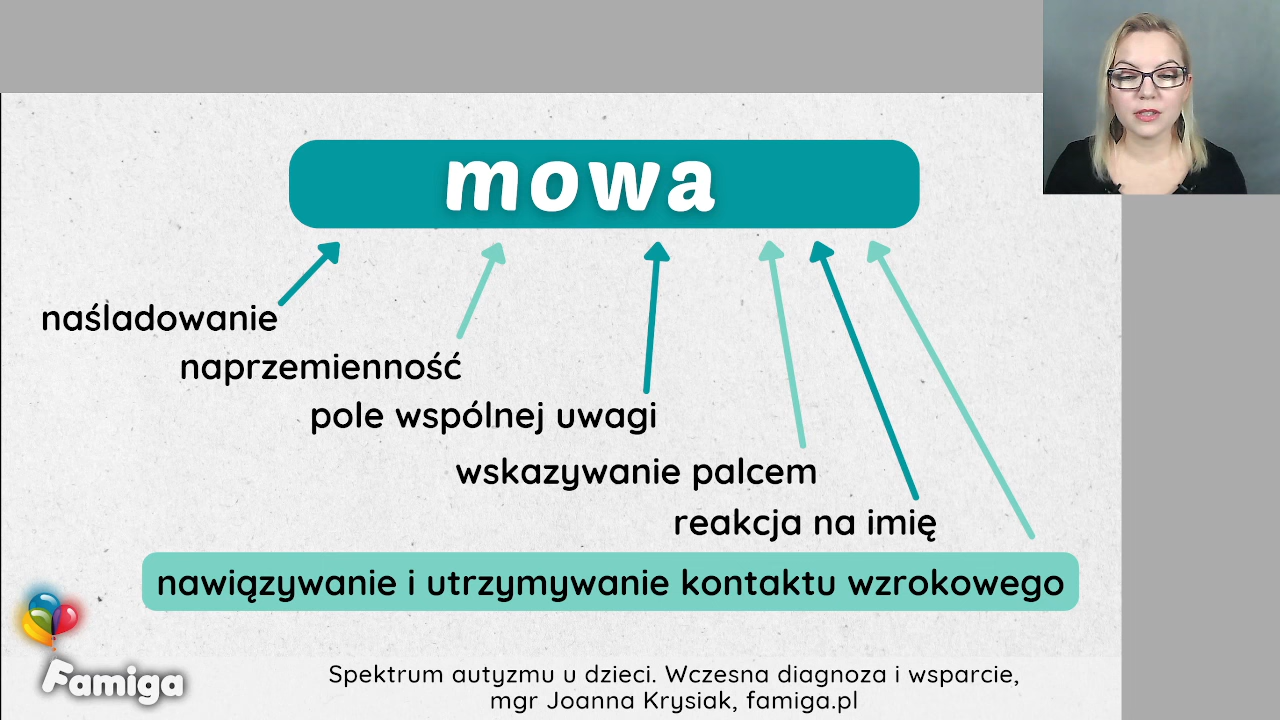 mowa
naśladowanie
naprzemienność
pole wspólnej uwagi
wskazywanie palcem
reakcja na imię
nawiązywanie i utrzymywanie kontaktu wzrokowego
Famiga
Spektrum autyzmu u dzieci. Wczesna diagnoza i wsparcie,
mgr Joanna Krysiak, famiga.pl